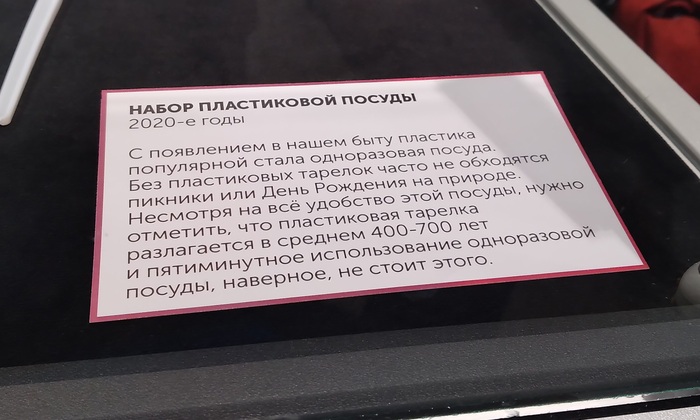 НАБОР ПЛАСТИКОВОЙ ПОСУДЫ
2020-е годы
С появлением в нашем быту пластика
популярной стала одноразовая посуда.
Без пластиковых тарелок часто не обходятся
пикники или День Рождения на природе.
Несмотря на всё удобство этой посуды, нужно
отметить, что пластиковая тарелка
разлагается в среднем 400-700 лет
и пятиминутное использование одноразовой
посуды, наверное, не стоит этого.